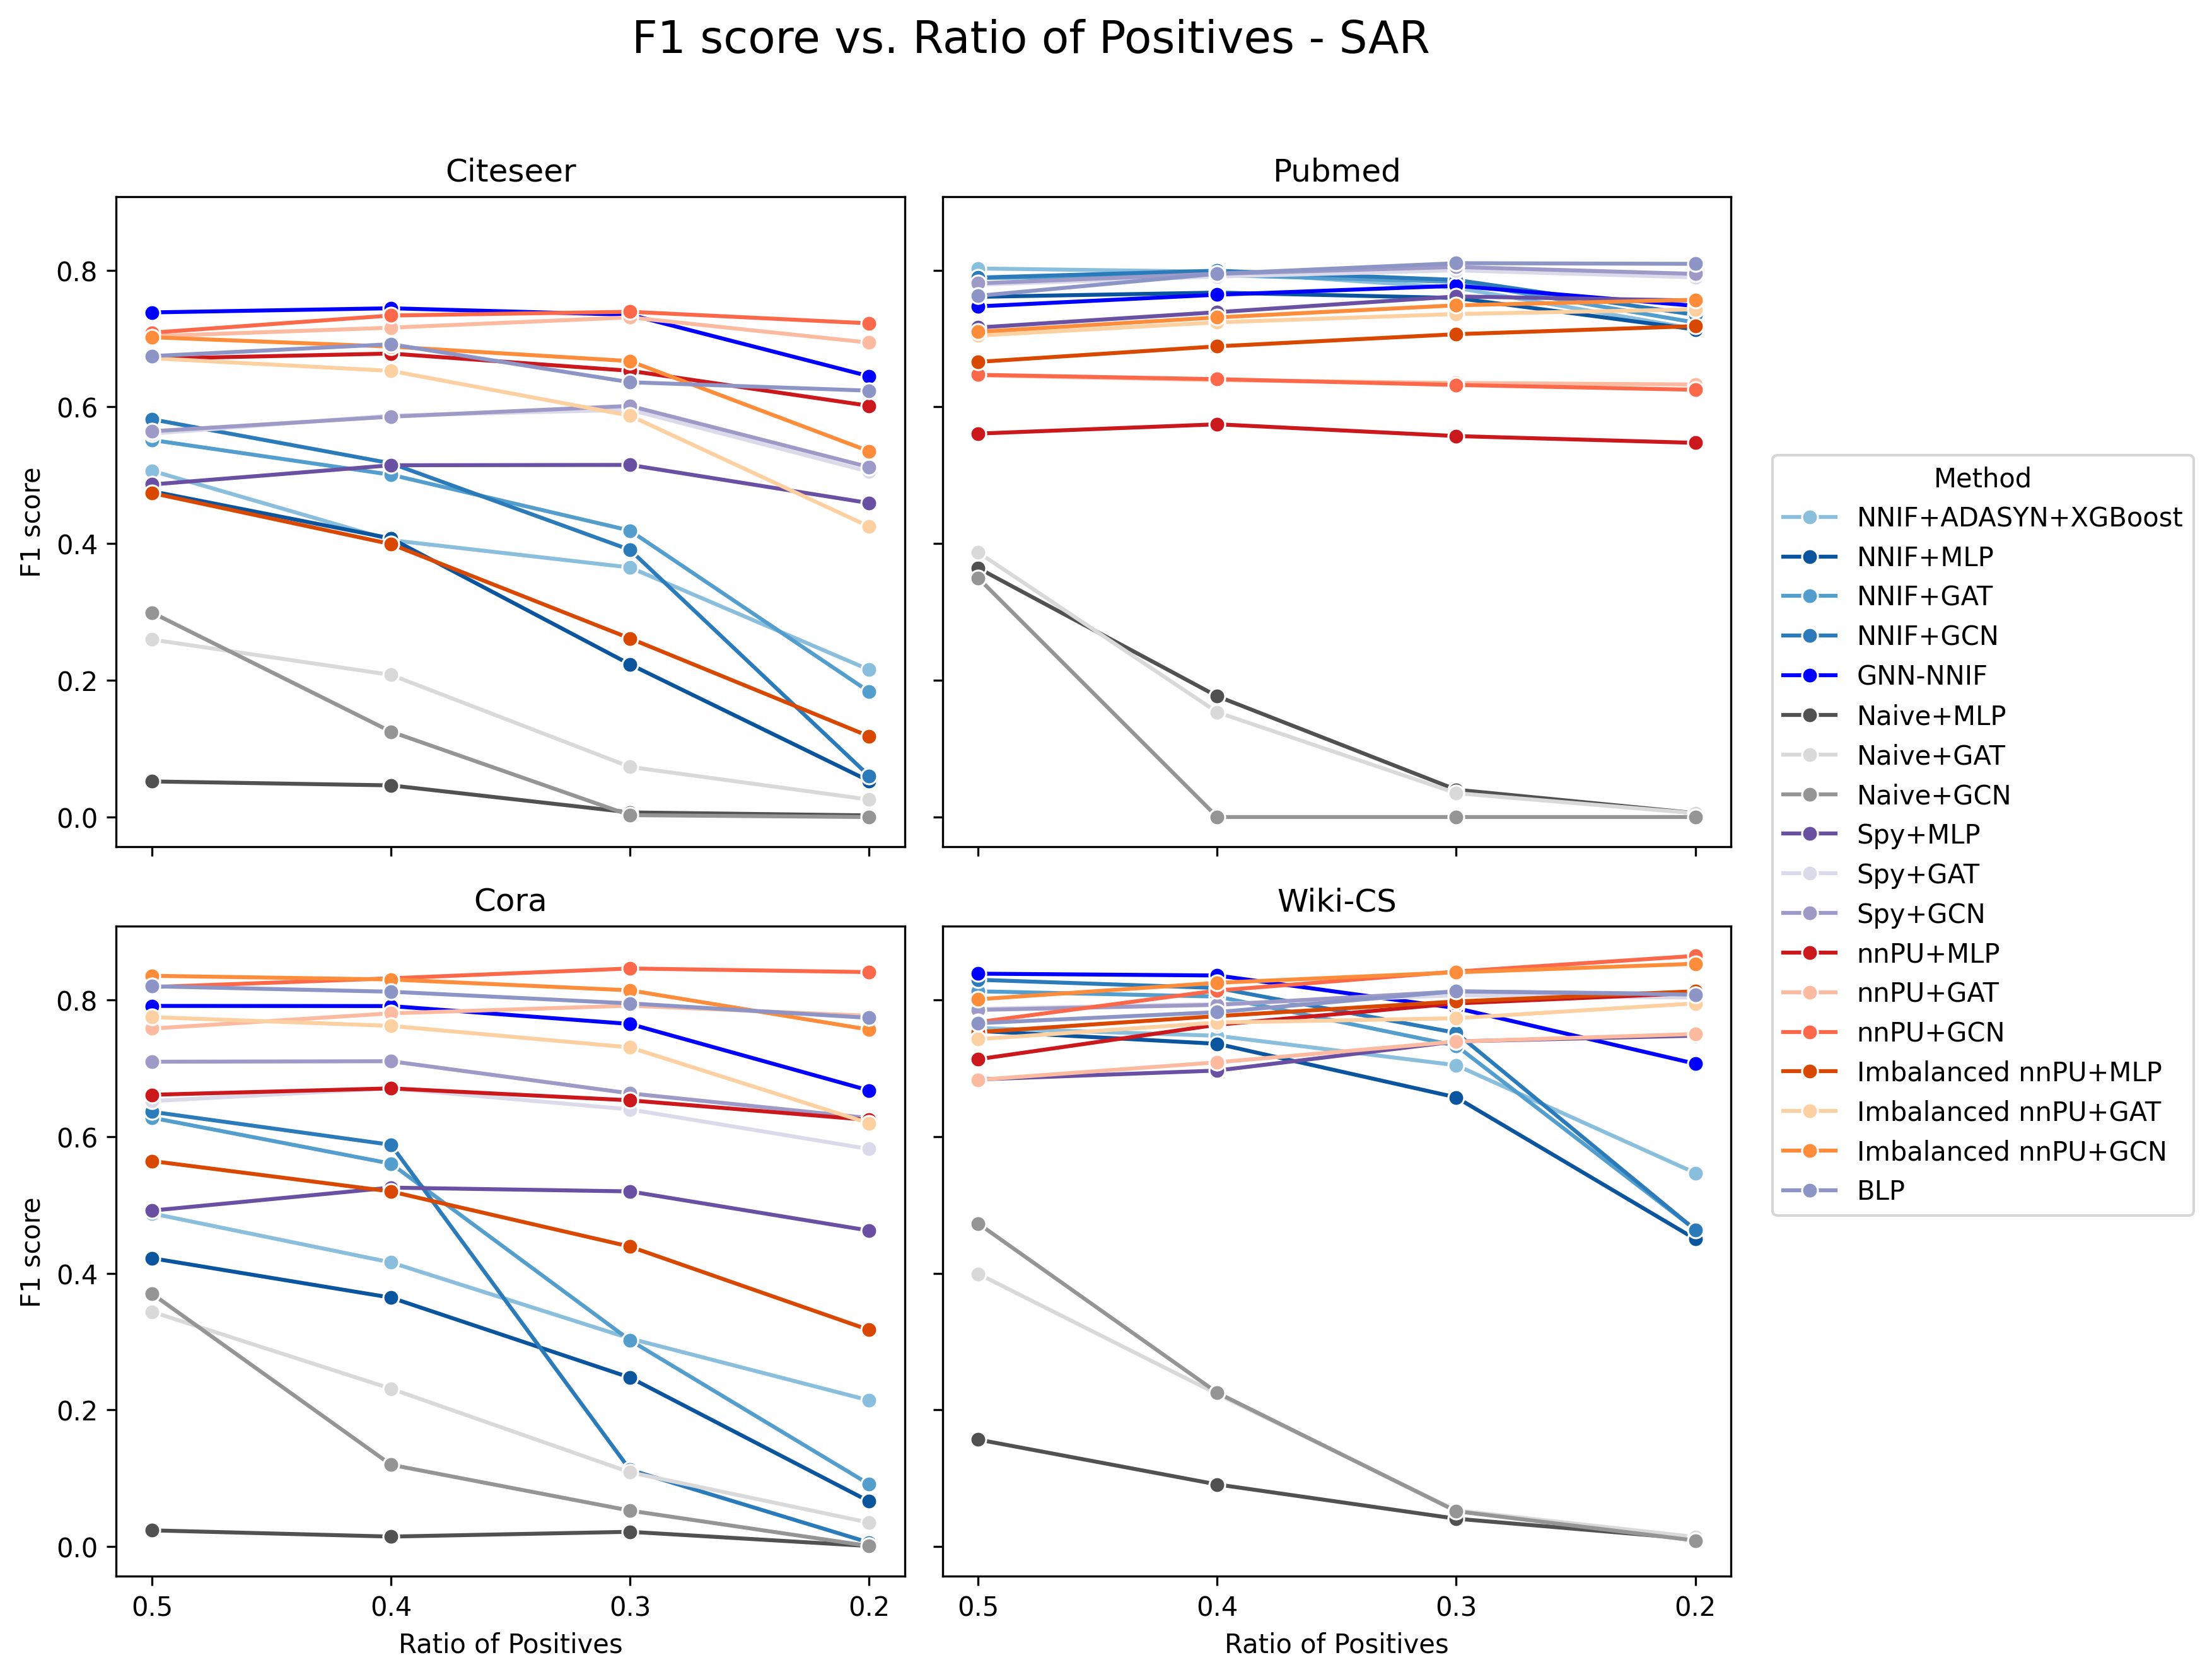 F1 score vs. Ratio of Positives - SAR
Citeseer
Pubmed
0.8
0.6
0.4
0.2
0.0
F1 score
Cora
Wiki-CS
0.8
0.6
0.4
0.2
0.0
F1 score
0.5 0.4 0.3 0.2
Ratio of Positives
0.5 0.4 0.3 0.2
Ratio of Positives
Method
NNIF+ADASYN+XGBoost
NNIF+MLP
NNIF+GAT
NNIF+GCN
GNN-NNIF
Naive+MLP
Naive+GAT
Naive+GCN
Spy+MLP
Spy+GAT
Spy+GCN
nnPU+MLP
nnPU+GAT
nnPU+GCN
Imbalanced nnPU+MLP
Imbalanced nnPU+GAT
Imbalanced nnPU+GCN
BLP